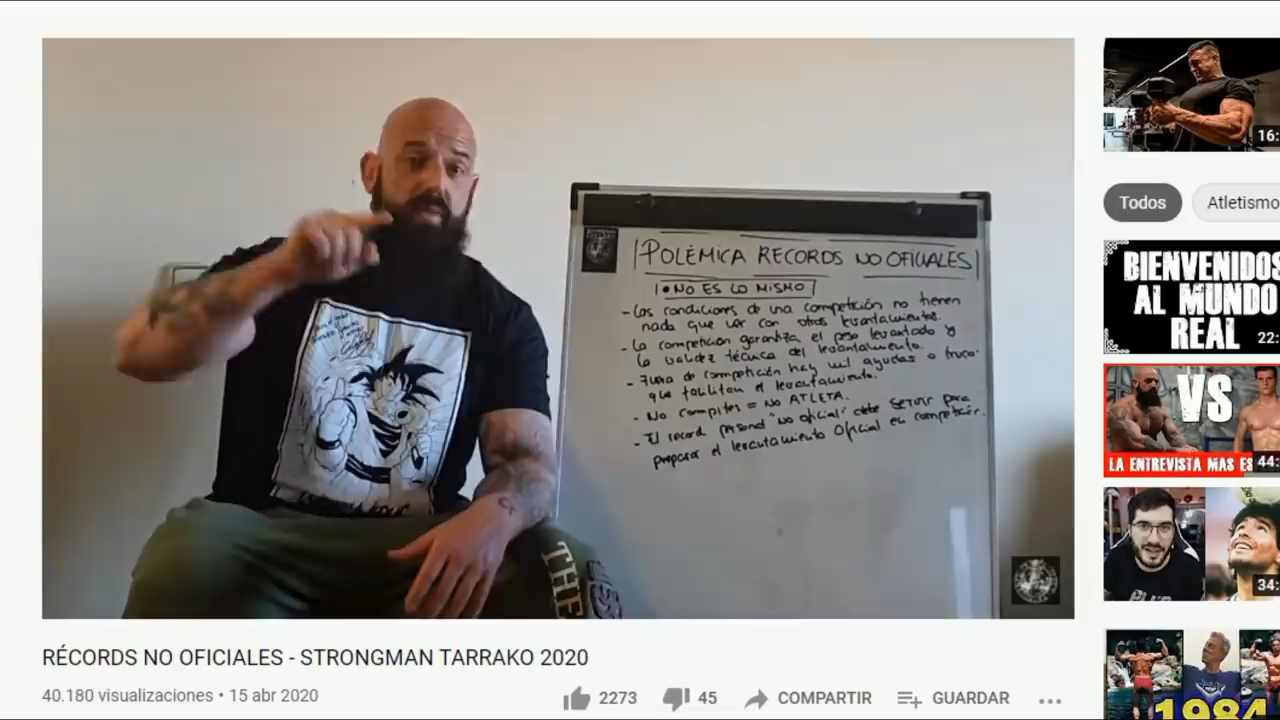 POLÉMICA RECORDS NO OFICIALES
• NO ES LO MISMO
- Las condiciones de una competición no tienen
nada que ver con otros levantamientos.
- La competición garantiza el peso levantado y
la validez técnica del levantamiento.
- Fuera de competición hay mil ayudas o trucos
que facilitan el levantamiento.
- No compites = NO ATLETA.
- El record personal "no oficial" debe SERVIR para
preparar el levantamiento Oficial en competición.
THE
RÉCORDS NO OFICIALES - STRONGMAN TARRAKO 2020
40.180 visualizaciones • 15 abr 2020
2273
45
COMPARTIR
GUARDAR
16:
Todos
Atletismo
BIENVENIDOS
AL MUNDO
REAL
22:
VS
LA ENTREVISTA MAS ES
44:
34:
1984